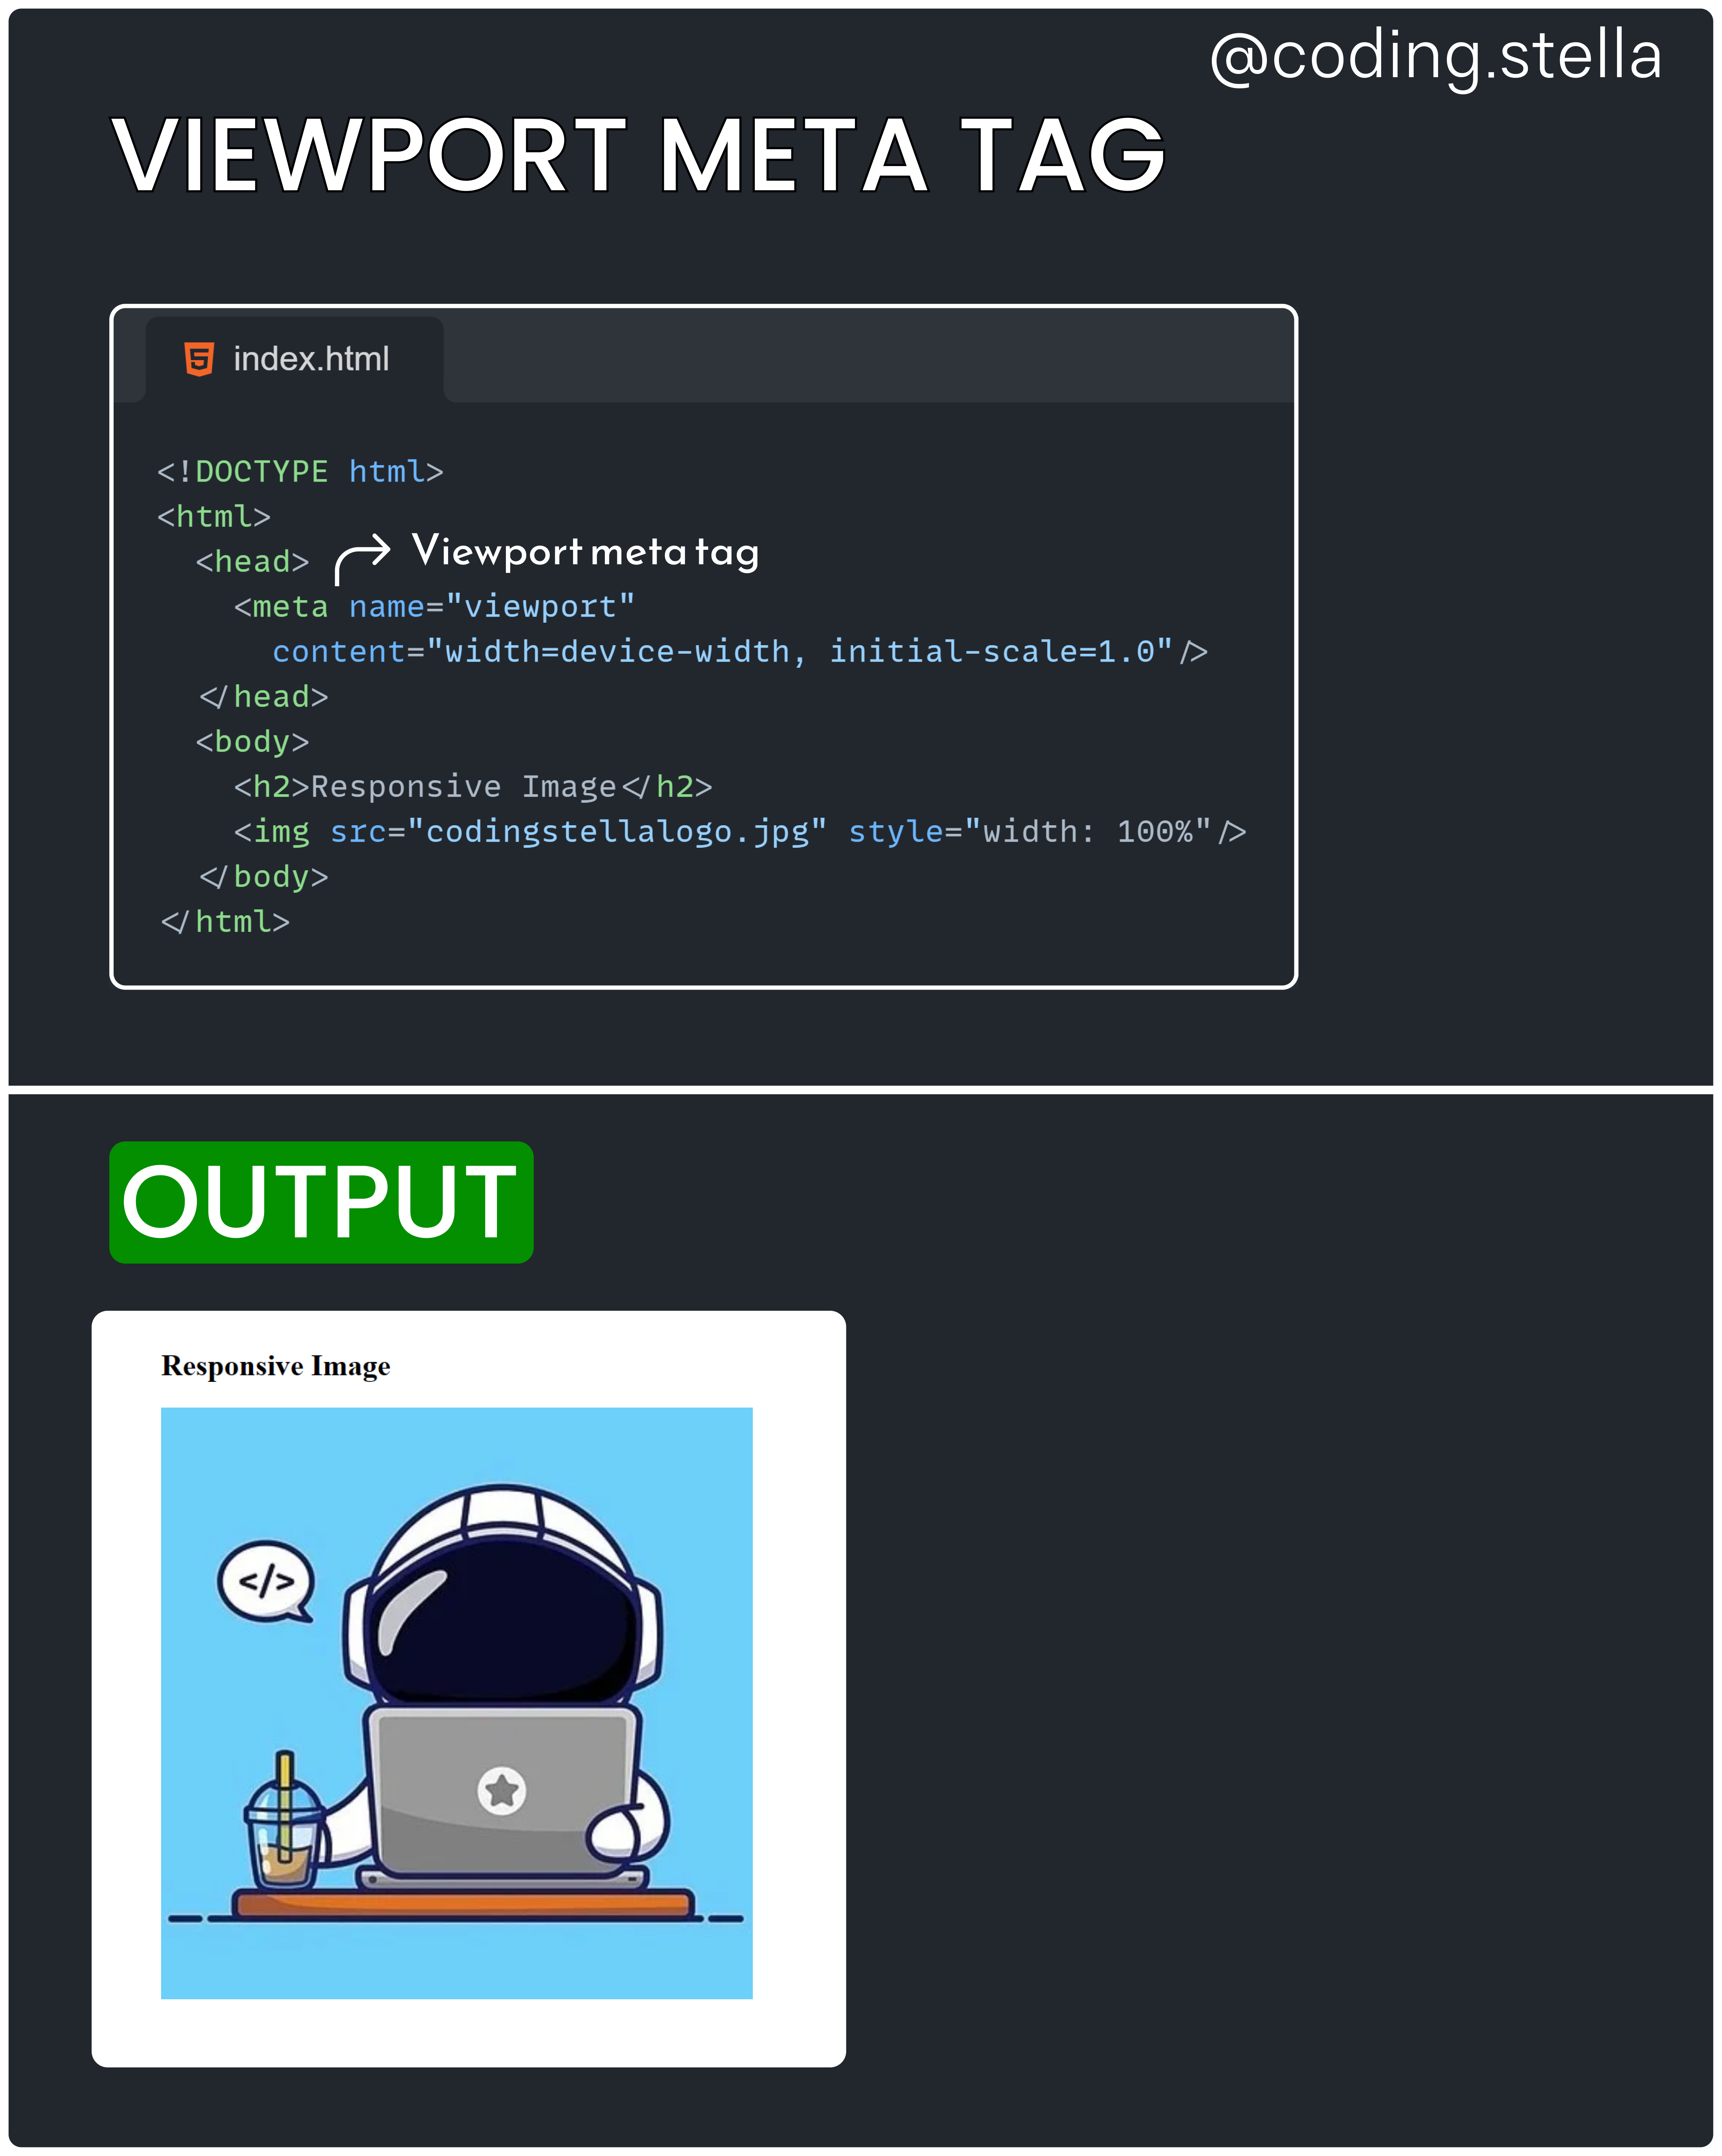 @coding.stella
VIEWPORT META TAG
index.html
<!DOCTYPE html>
<html>
<head>
Viewport meta tag
<meta name="viewport"
content="width=device-width, initial-scale=1.0"/>
</head>
<body>
<h2>Responsive Image</h2>
<img src="codingstellalogo.jpg" style="width: 100%"/>
</body>
</html>
OUTPUT
Responsive Image
</>